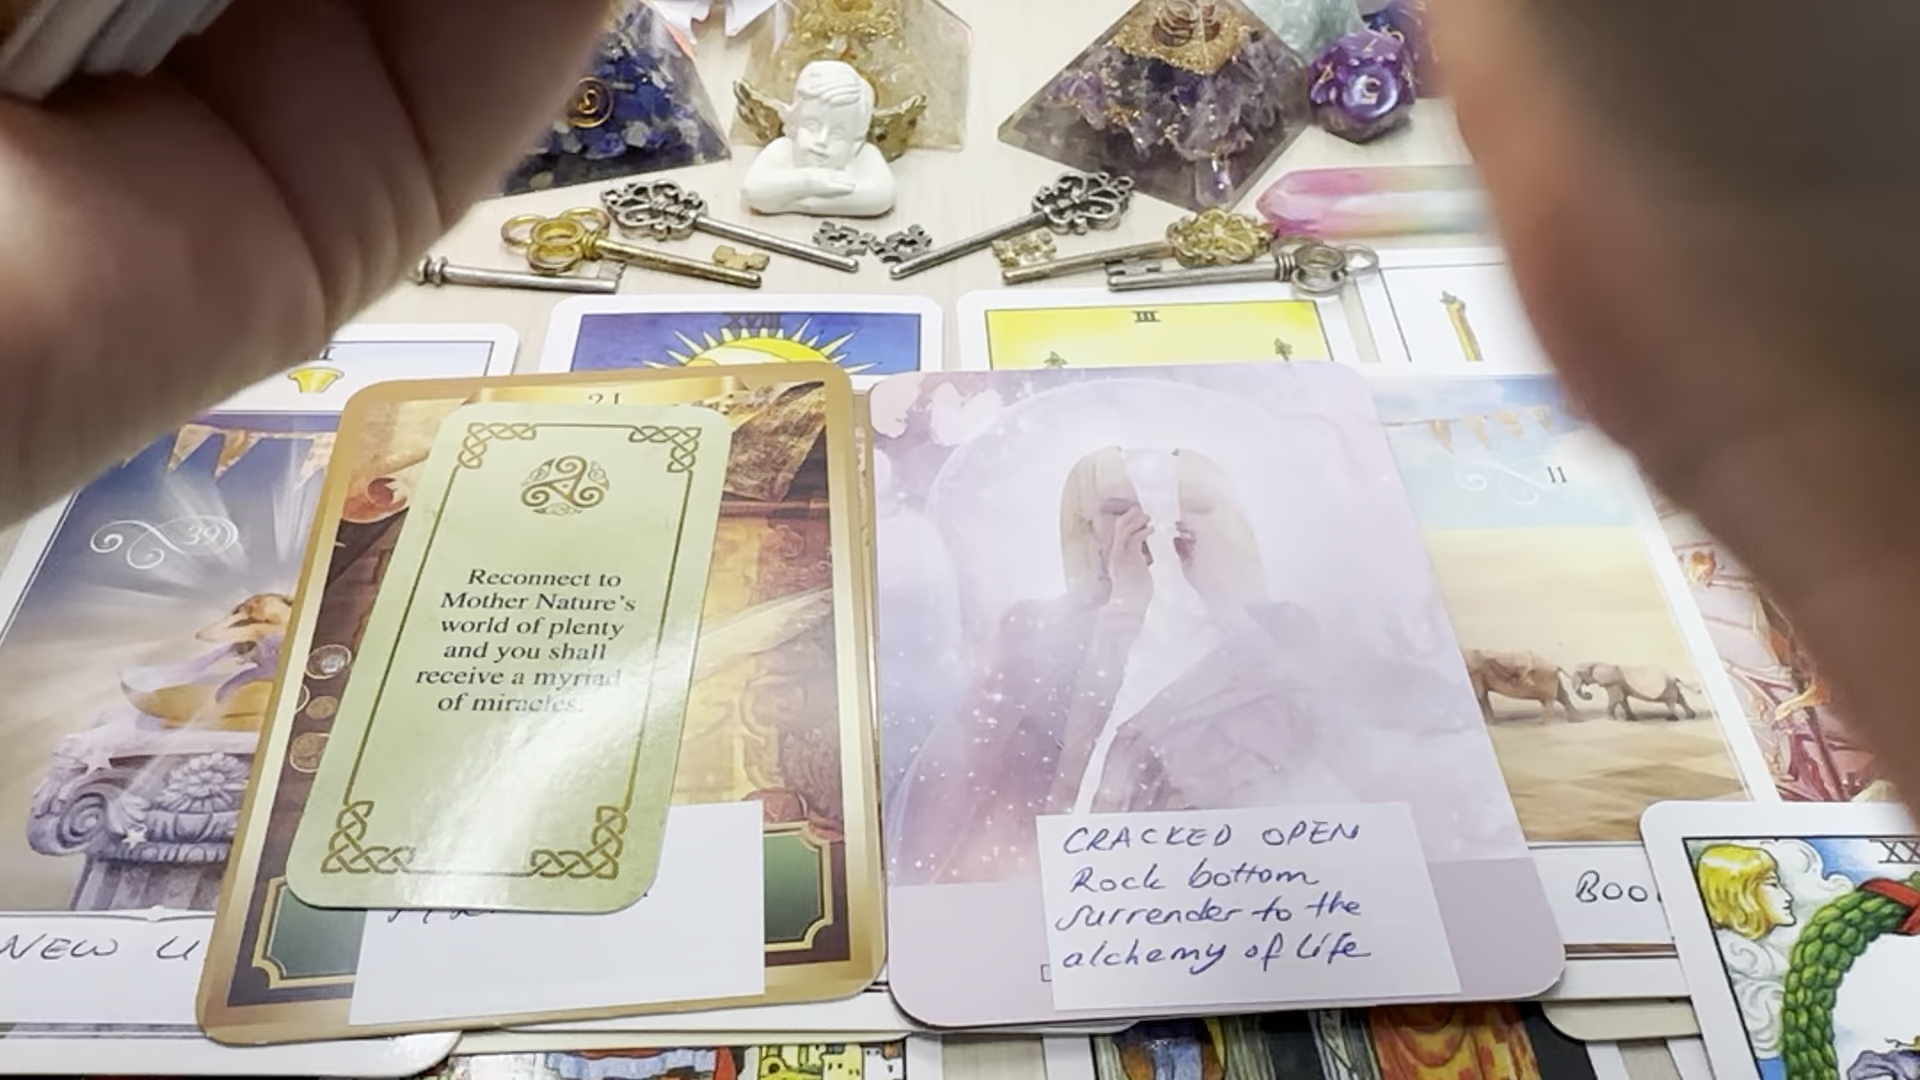 XVIII
III
21
39
II
Reconnect to
Mother Nature's
world of plenty
and you shall
receive a myriad
of miracles.
CRACKED OPEN
Rock bottom
surrender to the
alchemy of life
NEW